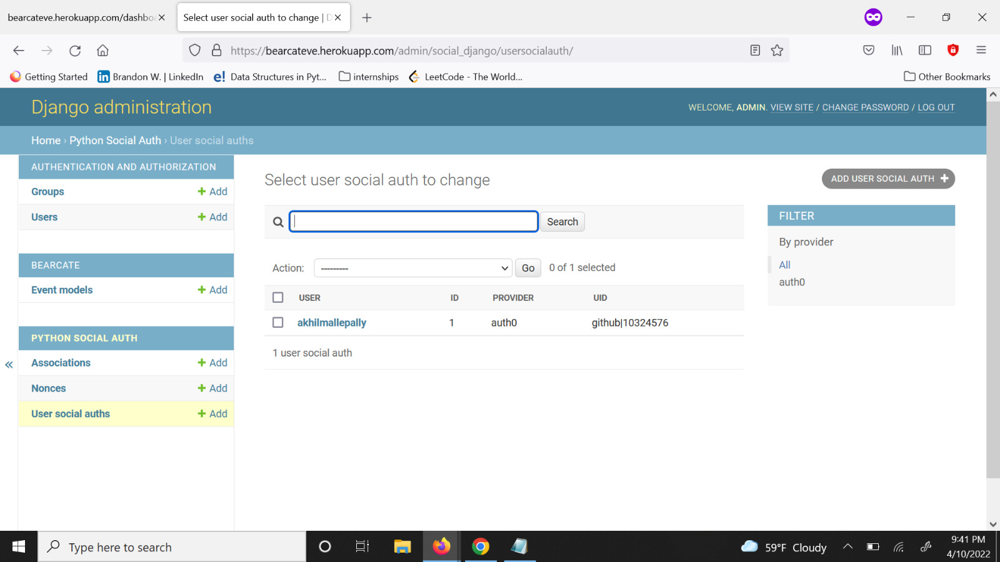 bearcateve.herokuapp.com/dashbo
Select user social auth to change | D
https://bearcateve.herokuapp.com/admin/social_django/usersocialauth/
Getting Started
Brandon W. | LinkedIn
e! Data Structures in Pyt...
internships
LeetCode - The World...
Other Bookmarks
Django administration
WELCOME, ADMIN. VIEW SITE / CHANGE PASSWORD / LOG OUT
Home › Python Social Auth › User social auths
AUTHENTICATION AND AUTHORIZATION
Groups + Add
Users + Add
BEARCATE
Event models + Add
PYTHON SOCIAL AUTH
Associations + Add
Nonces + Add
User social auths + Add
«
Select user social auth to change
ADD USER SOCIAL AUTH +
Search
Action: --------- Go 0 of 1 selected
USER ID PROVIDER UID
akhilmallepally 1 auth0 github|10324576
1 user social auth
FILTER
By provider
All
auth0
Type here to search
59°F Cloudy
9:41 PM
4/10/2022